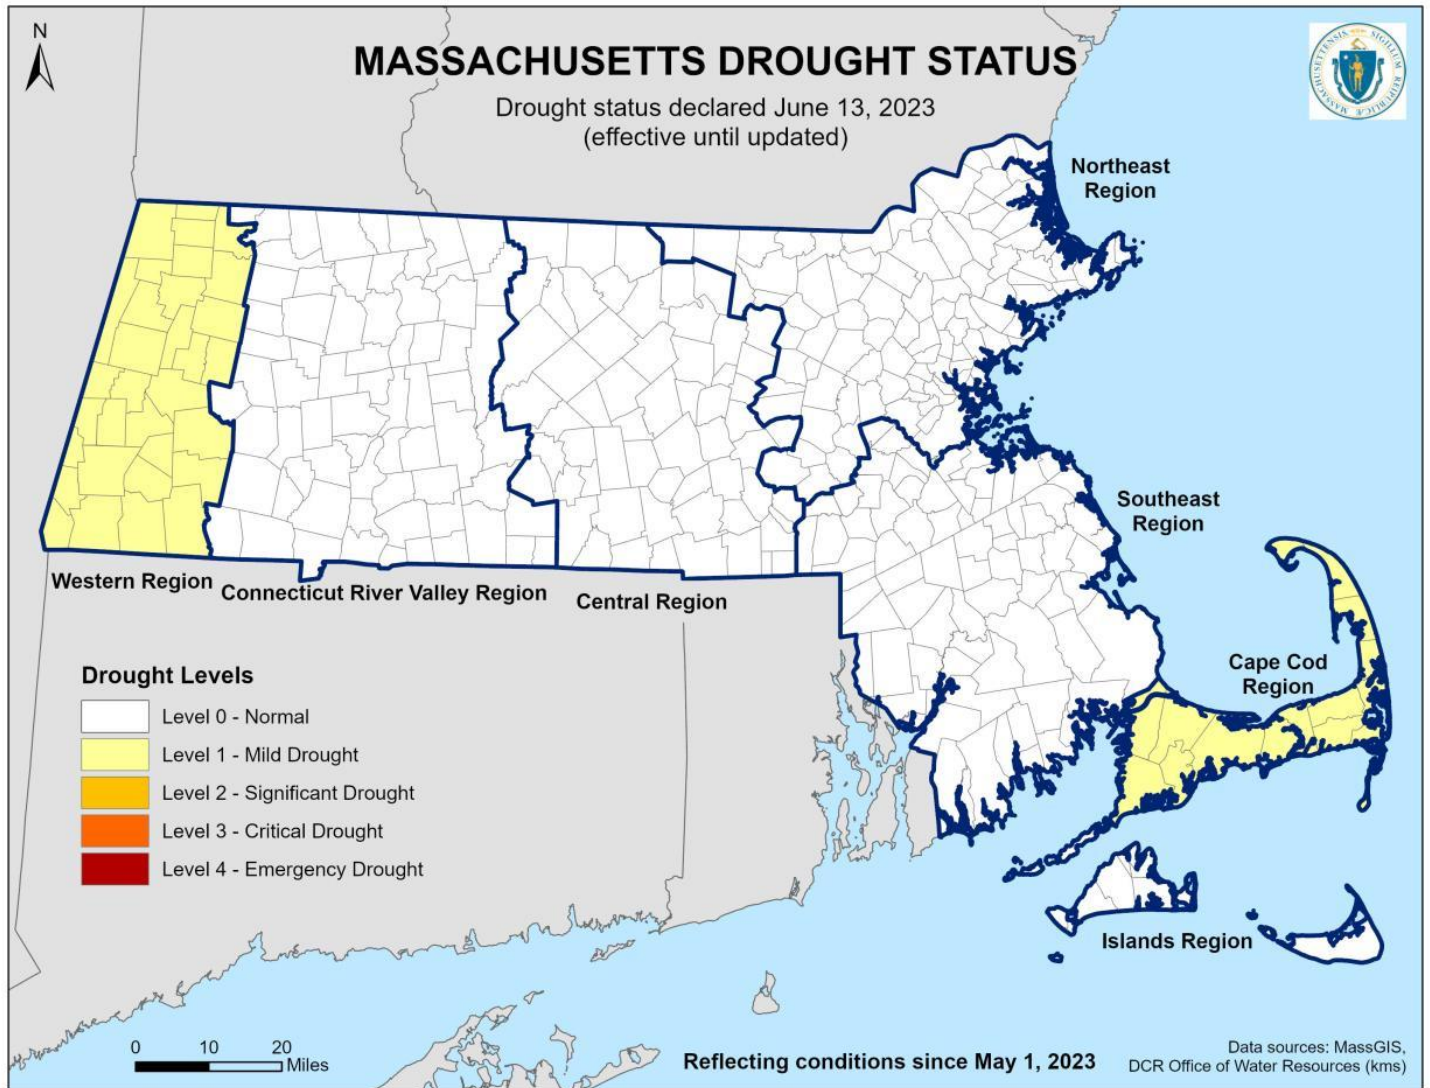 N
MASSACHUSETTS DROUGHT STATUS
Drought status declared June 13, 2023
(effective until updated)
Northeast
Region
Southeast
Region
Western Region
Connecticut River Valley Region
Central Region
Cape Cod
Region
Drought Levels
Level 0 - Normal
Level 1 - Mild Drought
Level 2 - Significant Drought
Level 3 - Critical Drought
Level 4 - Emergency Drought
Islands Region
0 10 20
Miles
Reflecting conditions since May 1, 2023
Data sources: MassGIS,
DCR Office of Water Resources (kms)